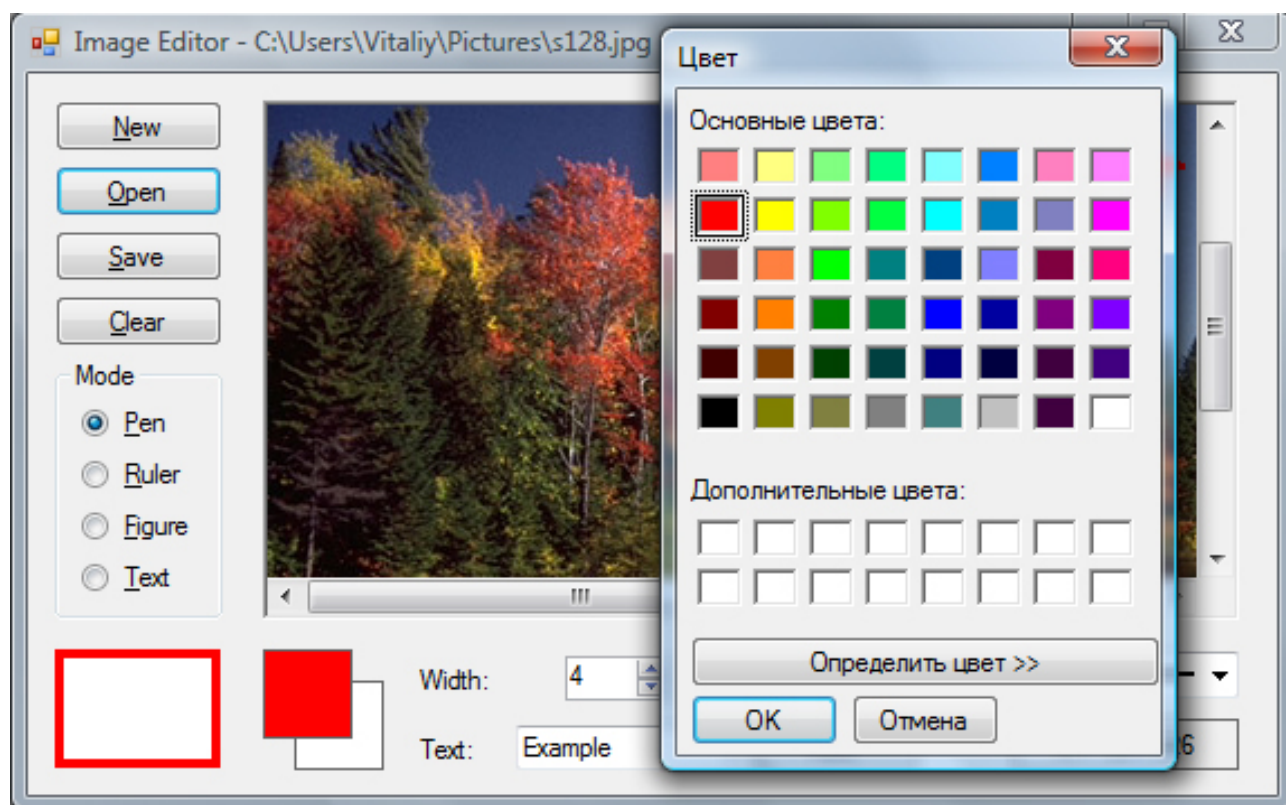 Image Editor - C:\Users\Vitaliy\Pictures\s128.jpg
New
Open
Save
Clear
Mode
Pen
Ruler
Figure
Text
Width: 4
Text: Example
Цвет
Основные цвета:
Дополнительные цвета:
Определить цвет >>
OK Отмена